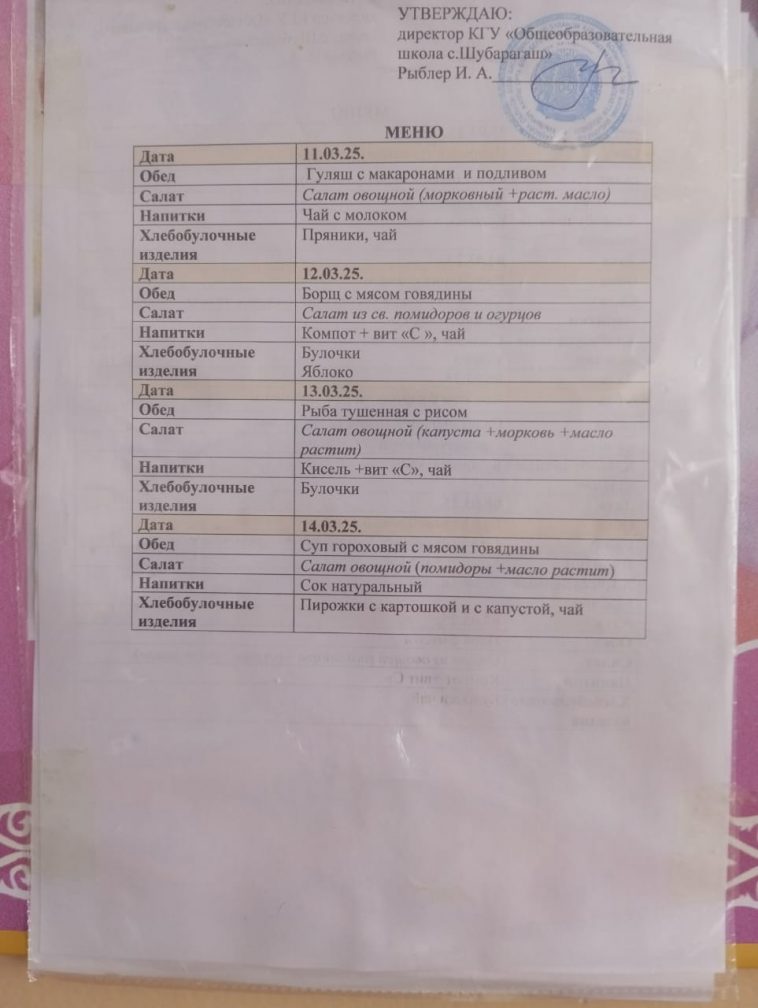 УТВЕРЖДАЮ:
директор КГУ «Общеобразовательная
школа с.Шубарагаш»
Рыблер И. А.
МЕНЮ
Дата 11.03.25.
Обед Гуляш с макаронами и подливом
Салат Салат овощной (морковный +раст. масло)
Напитки Чай с молоком
Хлебобулочные Пряники, чай
изделия
Дата 12.03.25.
Обед Борщ с мясом говядины
Салат Салат из св. помидоров и огурцов
Напитки Компот + вит «С », чай
Хлебобулочные Булочки
изделия Яблоко
Дата 13.03.25.
Обед Рыба тушенная с рисом
Салат Салат овощной (капуста +морковь +масло
растит)
Напитки Кисель +вит «С», чай
Хлебобулочные Булочки
изделия
Дата 14.03.25.
Обед Суп гороховый с мясом говядины
Салат Салат овощной (помидоры +масло растит)
Напитки Сок натуральный
Хлебобулочные Пирожки с картошкой и с капустой, чай
изделия